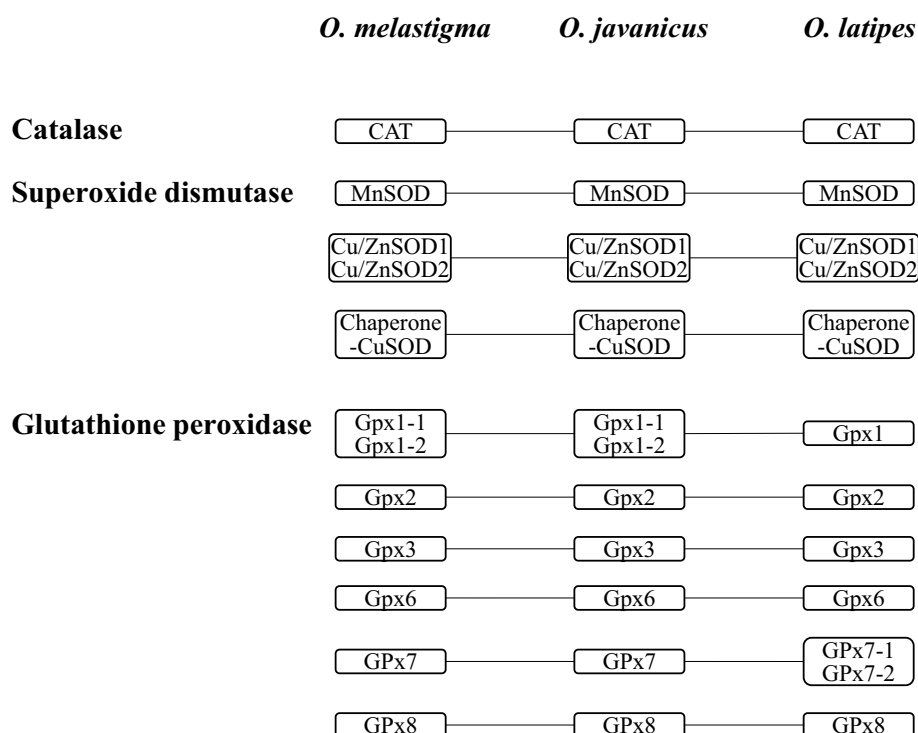 O. melastigma O. javanicus O. latipes
Catalase CAT CAT CAT
Superoxide dismutase MnSOD MnSOD MnSOD
Cu/ZnSOD1 Cu/ZnSOD1 Cu/ZnSOD1
Cu/ZnSOD2 Cu/ZnSOD2 Cu/ZnSOD2
Chaperone Chaperone Chaperone
-CuSOD -CuSOD -CuSOD
Glutathione peroxidase Gpx1-1 Gpx1-1 Gpx1
Gpx1-2 Gpx1-2
Gpx2 Gpx2 Gpx2
Gpx3 Gpx3 Gpx3
Gpx6 Gpx6 Gpx6
GPx7 GPx7 GPx7-1
GPx7-2
GPx8 GPx8 GPx8